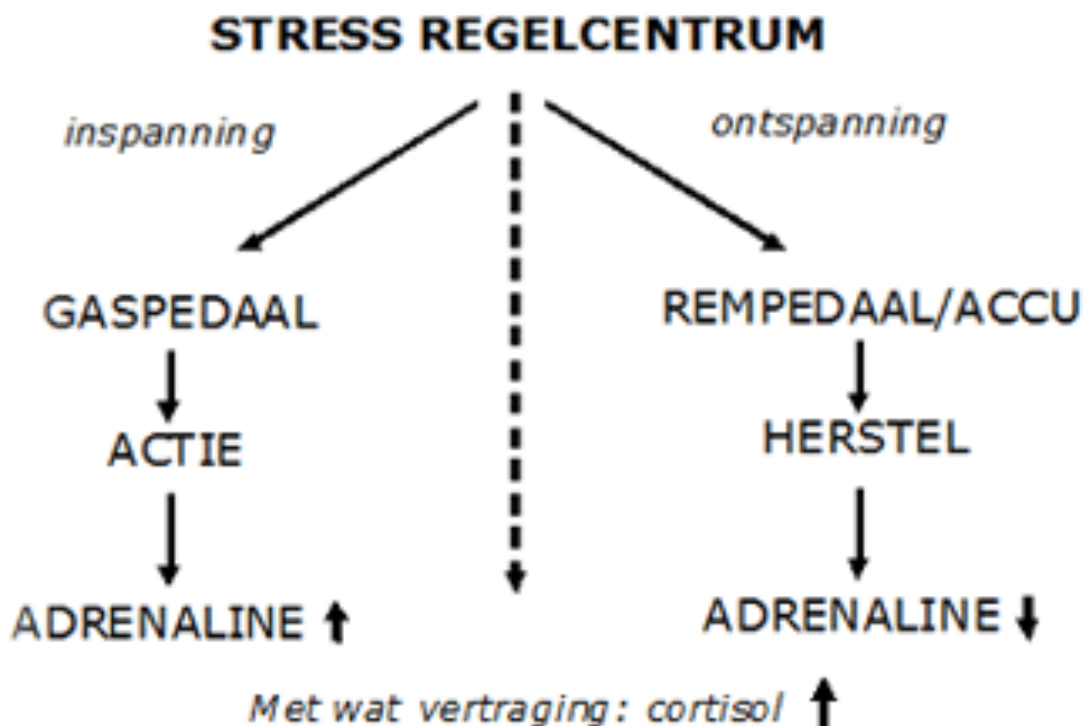 STRESS REGELCENTRUM
inspanning
ontspanning
GASPEDAAL
REMPEDAAL/ACCU
ACTIE
HERSTEL
ADRENALINE
ADRENALINE
Met wat vertraging: cortisol